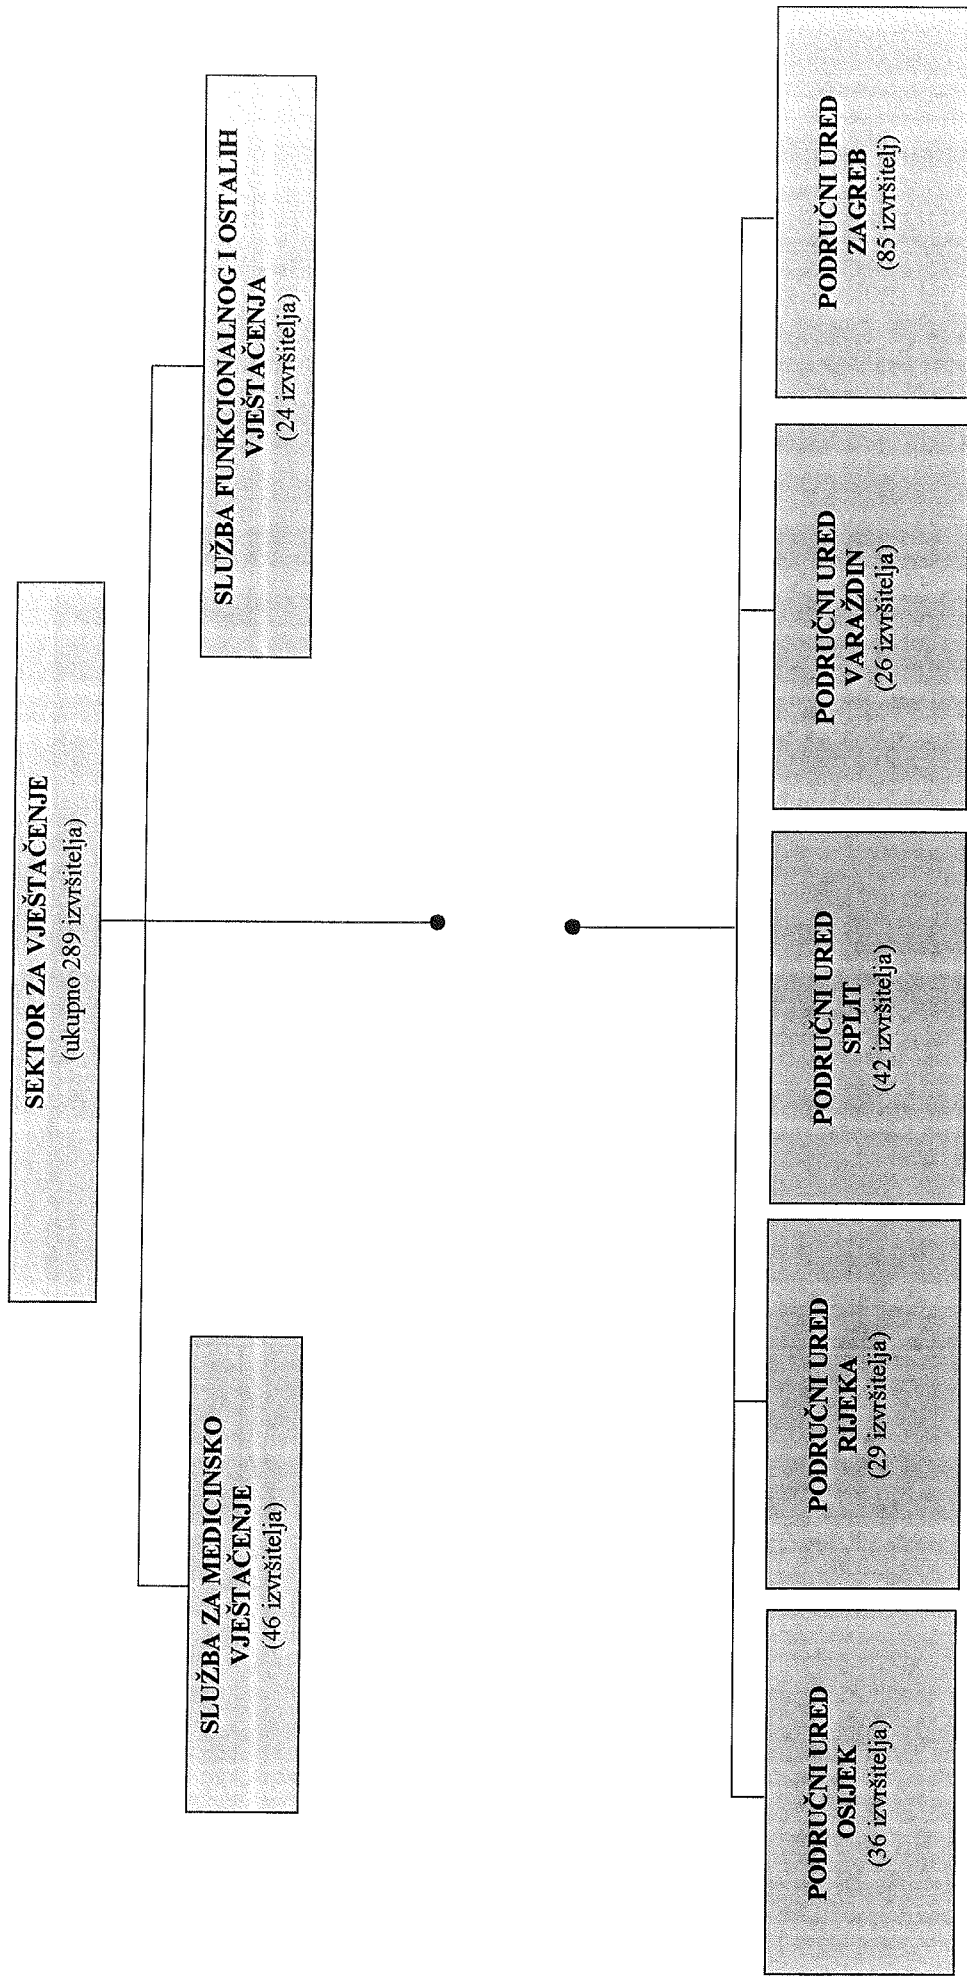 SEKTOR ZA VJEŠTAČENJE
(ukupno 289 izvršitelja)
SLUŽBA ZA MEDICINSKO
VJEŠTAČENJE
(46 izvršitelja)
SLUŽBA FUNKCIONALNOG I OSTALIH
VJEŠTAČENJA
(24 izvršitelja)
PODRUČNI URED
OSIJEK
(36 izvršitelja)
PODRUČNI URED
RIJEKA
(29 izvršitelja)
PODRUČNI URED
SPLIT
(42 izvršitelja)
PODRUČNI URED
VARAŽDIN
(26 izvršitelja)
PODRUČNI URED
ZAGREB
(85 izvršitelj)